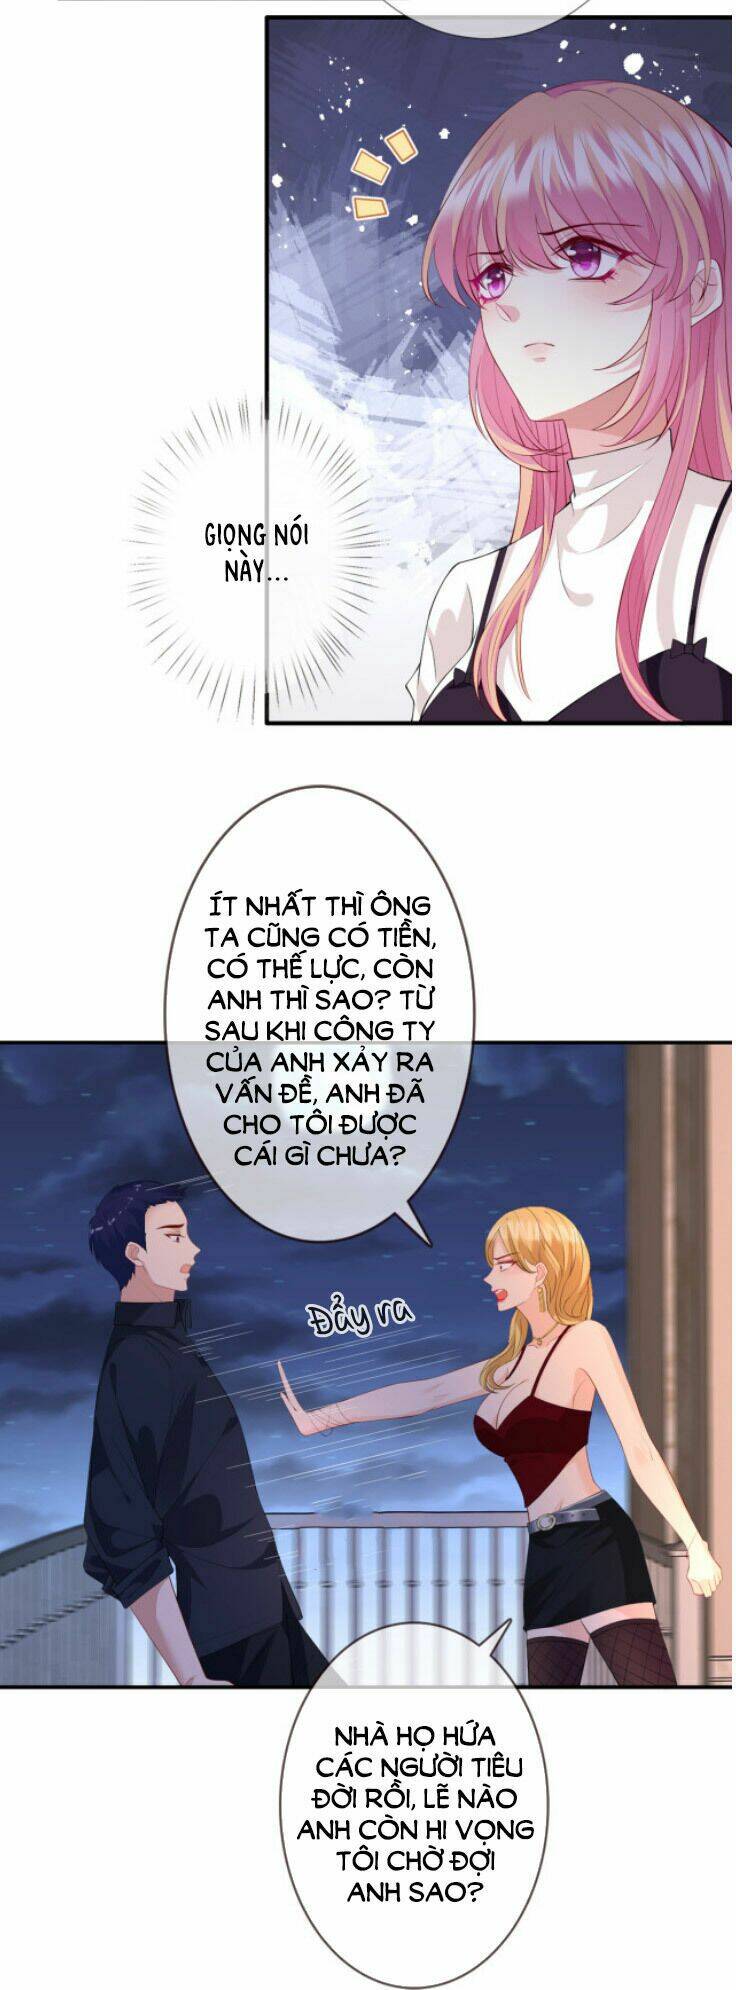 GIỌNG NÓI
NÀY...
ÍT NHẤT THÌ ÔNG
TA CŨNG CÓ TIỀN,
CÓ THẾ LỰC, CÒN
ANH THÌ SAO? TỪ
SAU KHI CÔNG TY
CỦA ANH XẢY RA
VẤN ĐỀ, ANH ĐÃ
CHO TÔI ĐƯỢC
CÁI GÌ CHƯA?
Đẩy ra
NHÀ HỌ HỨA
CÁC NGƯỜI TIÊU
ĐỜI RỒI, LẼ NÀO
ANH CÒN HI VỌNG
TÔI CHỜ ĐỢI
ANH SAO?